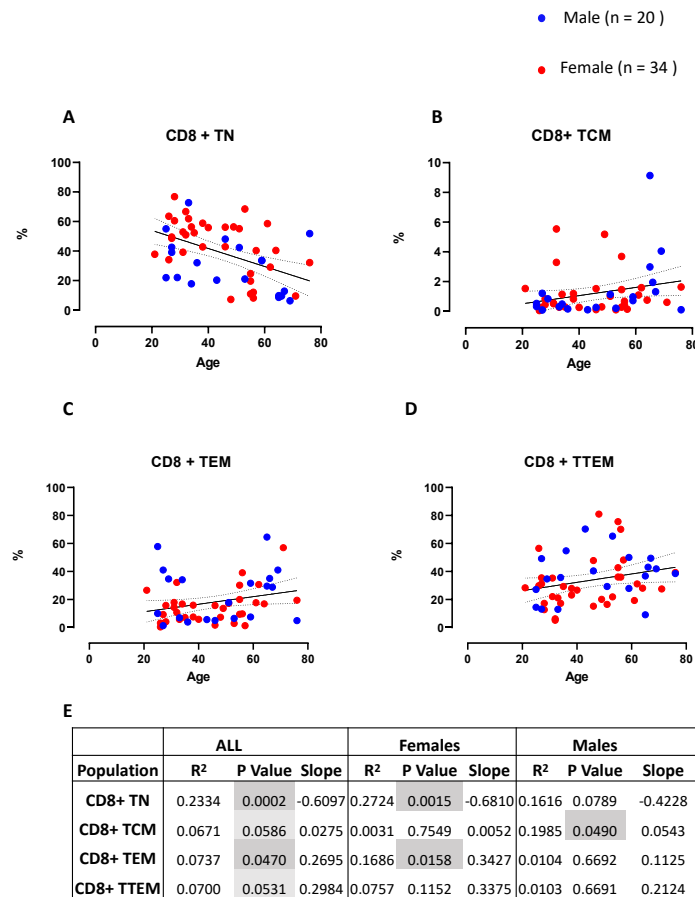 Male (n = 20 )
Female (n = 34 )
A
B
CD8 + TN
CD8+ TCM
%
100
80
60
40
20
0
0 20 40 60 80
Age
%
10
8
6
4
2
0
0 20 40 60 80
Age
C
D
CD8 + TEM
CD8 + TTEM
%
100
80
60
40
20
0
0 20 40 60 80
Age
%
100
80
60
40
20
0
0 20 40 60 80
Age
E
ALL Females Males
Population R² P Value Slope R² P Value Slope R² P Value Slope
CD8+ TN 0.2334 0.0002 -0.6097 0.2724 0.0015 -0.6810 0.1616 0.0789 -0.4228
CD8+ TCM 0.0671 0.0586 0.0275 0.0031 0.7549 0.0052 0.1985 0.0490 0.0543
CD8+ TEM 0.0737 0.0470 0.2695 0.1686 0.0158 0.3427 0.0104 0.6692 0.1125
CD8+ TTEM 0.0700 0.0531 0.2984 0.0757 0.1152 0.3375 0.0103 0.6691 0.2124